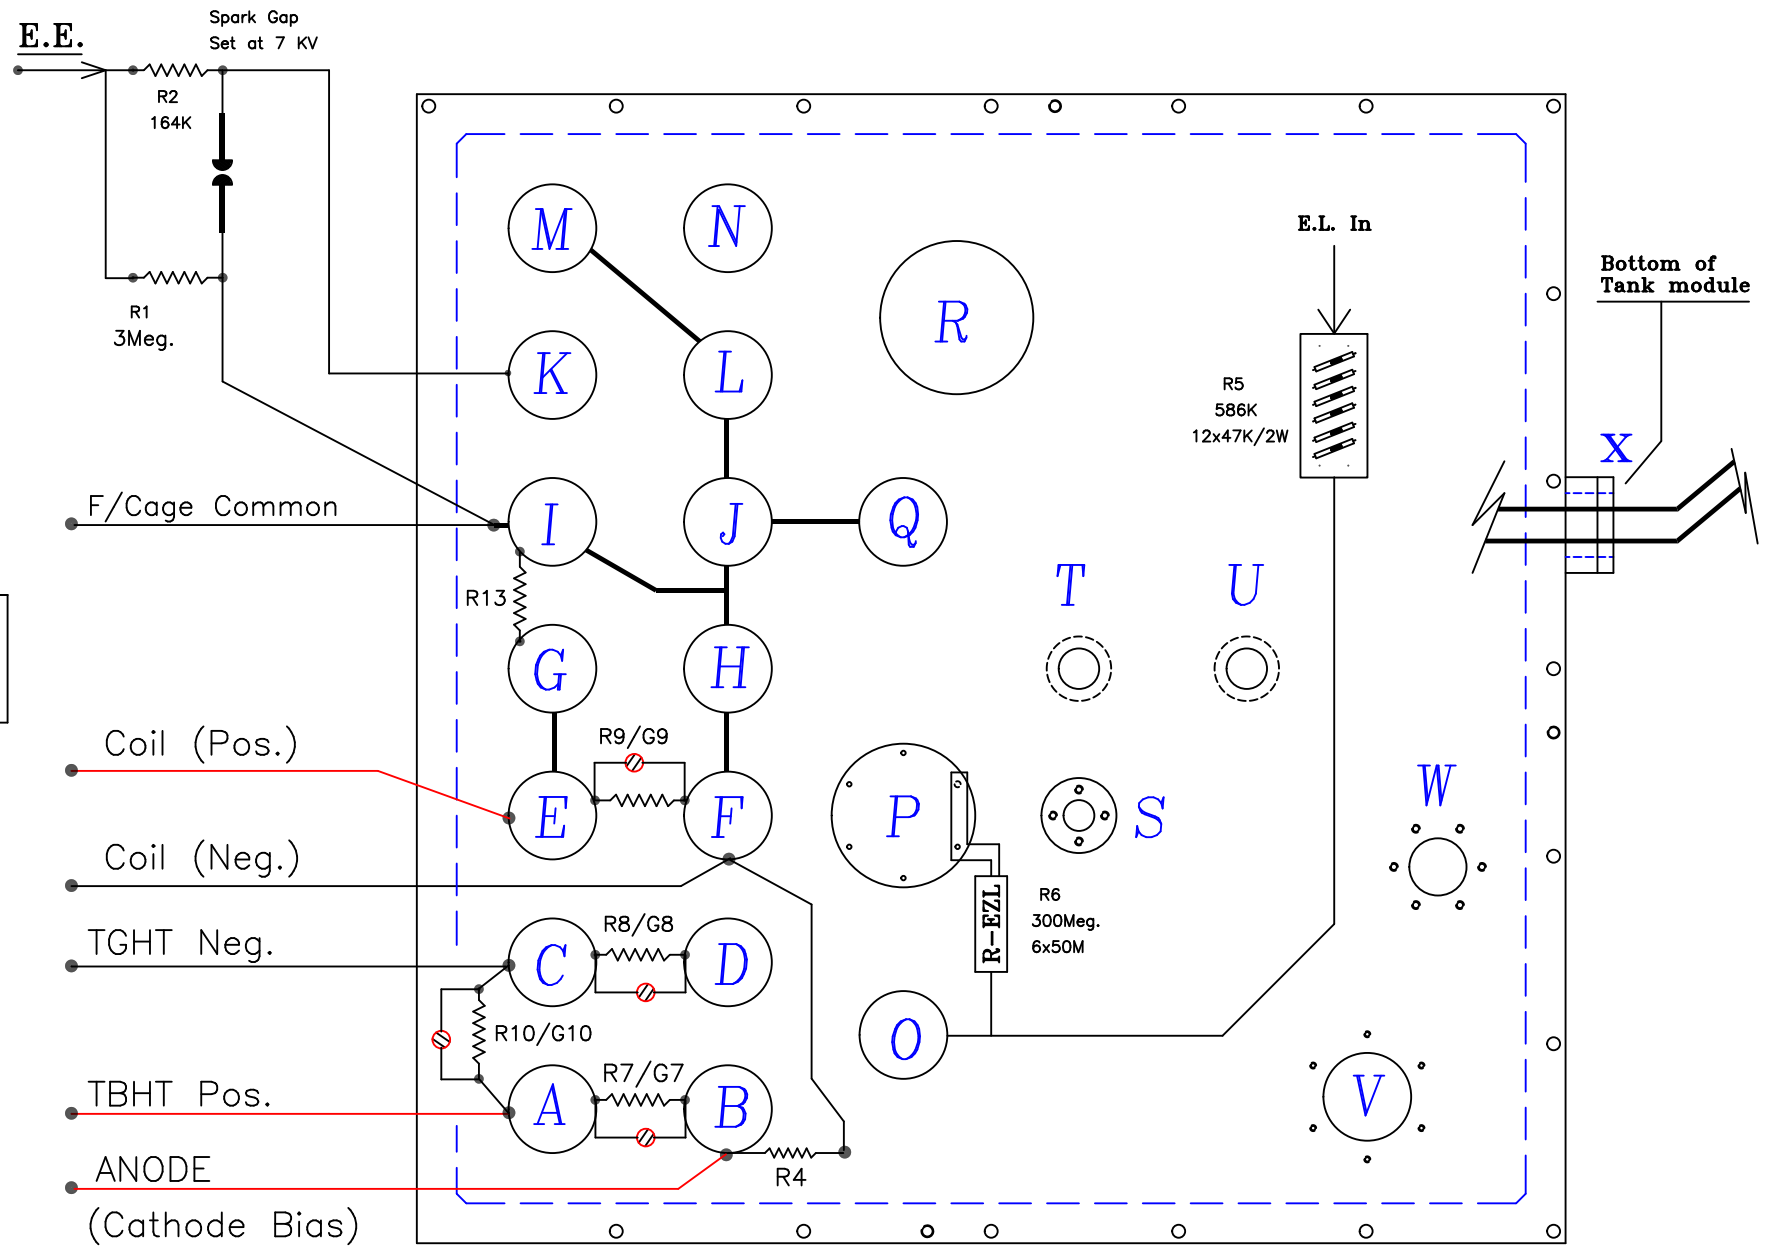 E.E.
Spark Gap
Set at 7 KV
R2
164K
R1
3Meg.
M
N
R
E.L. In
Bottom of
Tank module
K
L
R5
586K
12x47K/2W
X
F/Cage Common
I
J
Q
R13
T
U
G
H
Coil (Pos.)
R9/G9
E
F
P
S
W
Coil (Neg.)
R-EZL
R6
300Meg.
6x50M
TGHT Neg.
R8/G8
C
D
R10/G10
O
TBHT Pos.
R7/G7
A
B
V
ANODE
(Cathode Bias)
R4